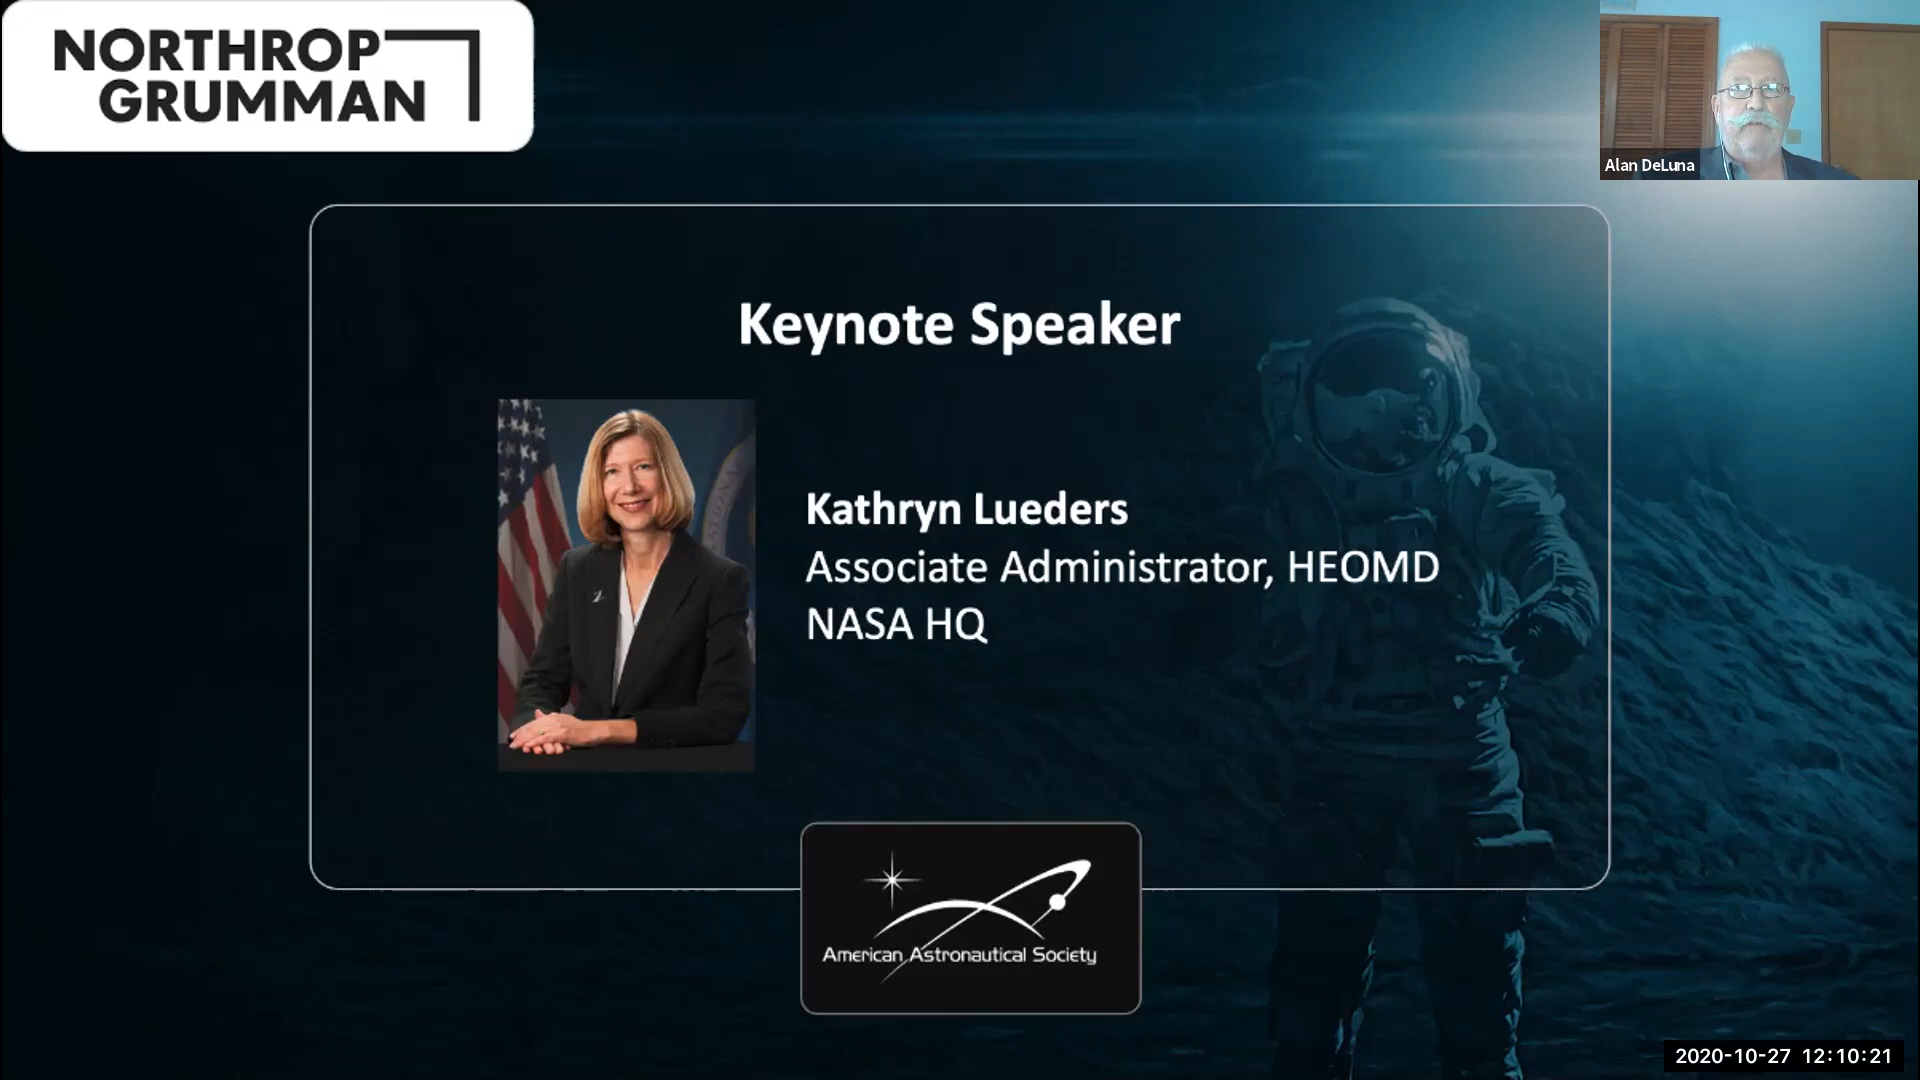 NORTHROP
GRUMMAN
Alan DeLuna
Keynote Speaker
Kathryn Lueders
Associate Administrator, HEOMD
NASA HQ
American Astronautical Society
2020-10-27 12:10:21